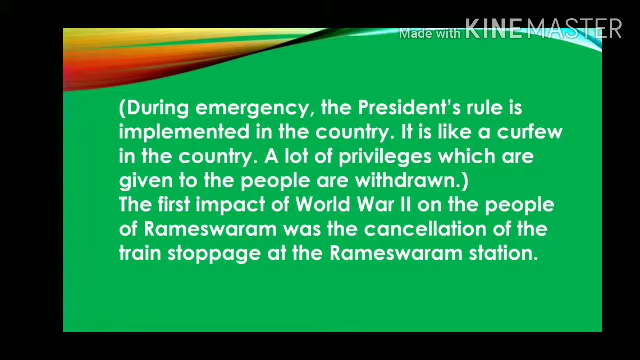 Made with KINEMASTER
(During emergency, the President's rule is
implemented in the country. It is like a curfew
in the country. A lot of privileges which are
given to the people are withdrawn.)
The first impact of World War II on the people
of Rameswaram was the cancellation of the
train stoppage at the Rameswaram station.